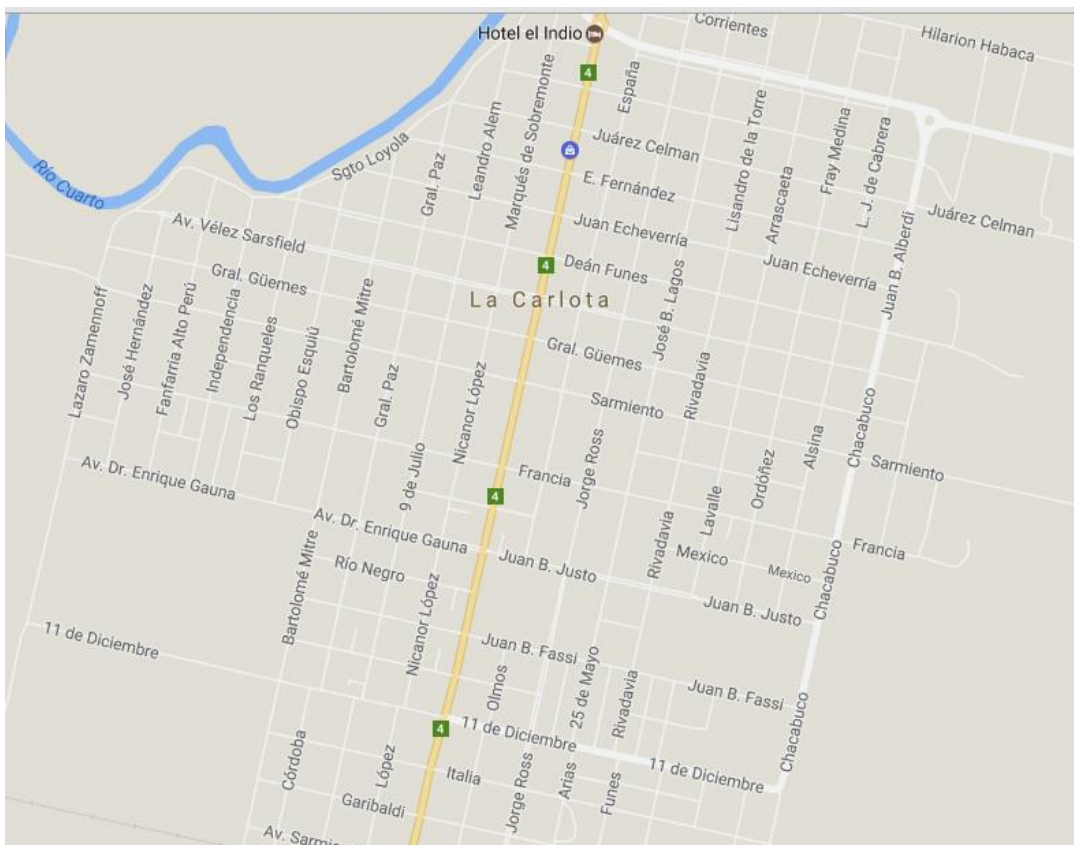 Corrientes
Hilarion Habaca
Hotel el Indio
4
España
Leandro Alem
Marqués de Sobremonte
Juárez Celman
Lisandro de la Torre
Fray Medina
L. J. de Cabrera
Sgto Loyola
Río Cuarto
Gral. Paz
E. Fernández
Arrascaeta
Juárez Celman
Juan Echeverría
Av. Vélez Sarsfield
Juan B. Alberdi
Juan Echeverría
4
Deán Funes
José B. Lagos
Gral. Güemes
La Carlota
Lazaro Zamennoff
José Hernández
Fanfarria Alto Perú
Independencia
Los Ranqueles
Obispo Esquiú
Bartolomé Mitre
Gral. Paz
Nicanor López
Gral. Güemes
Rivadavia
Sarmiento
Chacabuco
Alsina
Sarmiento
Av. Dr. Enrique Gauna
9 de Julio
Francia
Jorge Ross
Ordóñez
Lavalle
4
Av. Dr. Enrique Gauna
Rivadavia
Mexico
Francia
Mexico
Juan B. Justo
Bartolomé Mitre
Río Negro
Nicanor López
Chacabuco
Juan B. Justo
11 de Diciembre
Juan B. Fassi
Olmos
25 de Mayo
Rivadavia
Juan B. Fassi
Chacabuco
4
11 de Diciembre
11 de Diciembre
Córdoba
López
Italia
Jorge Ross
Arias
Funes
Garibaldi
Av. Sarmi